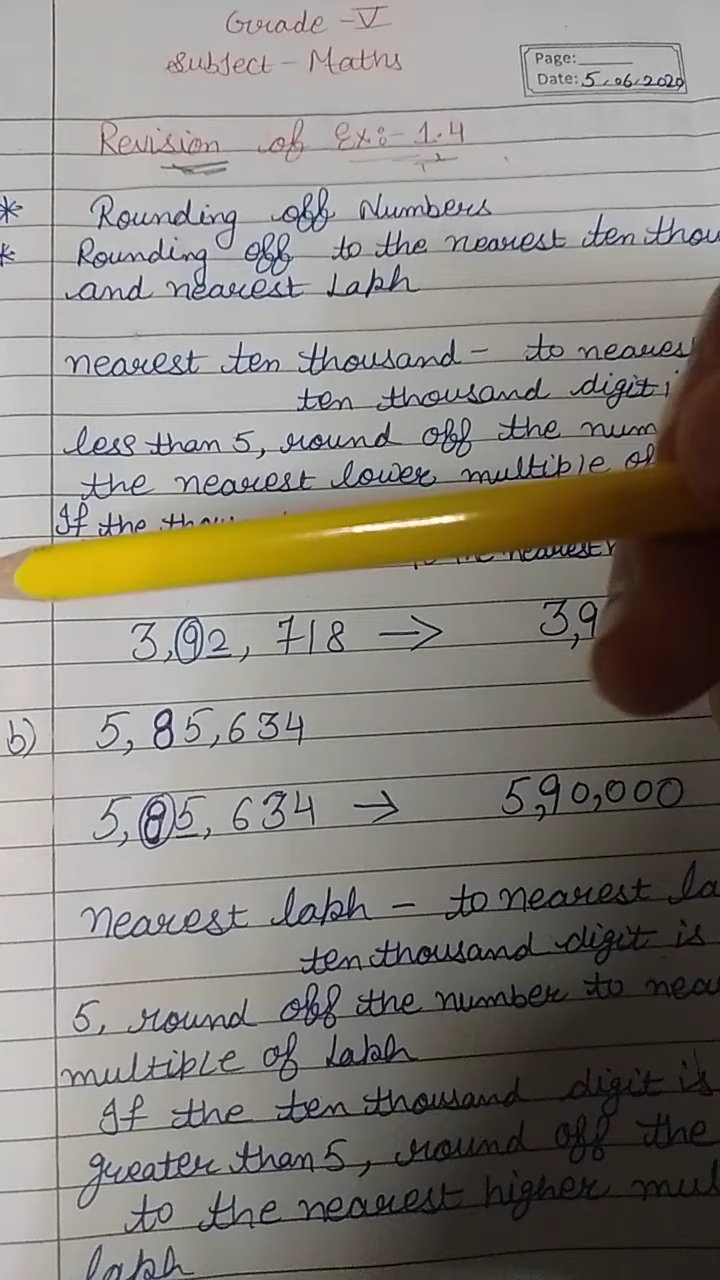 Grade - V
Subject - Maths
Page:
Date: 5.06.2020
Revision of Ex:- 1.4
* Rounding off Numbers
* Rounding off to the nearest ten thou
and nearest Lakh
nearest ten thousand - to neares
ten thousand digit i
less than 5, round off the num
the nearest lower multiple of
If the thou
to the nearest
3,92,718 → 3,9
b) 5,85,634
5,85,634 → 5,90,000
nearest lakh - to nearest la
ten thousand digit is
5, round off the number to nea
multiple of Lakh
If the ten thousand digit is
greater than 5, round off the
to the nearest higher mul
lakh